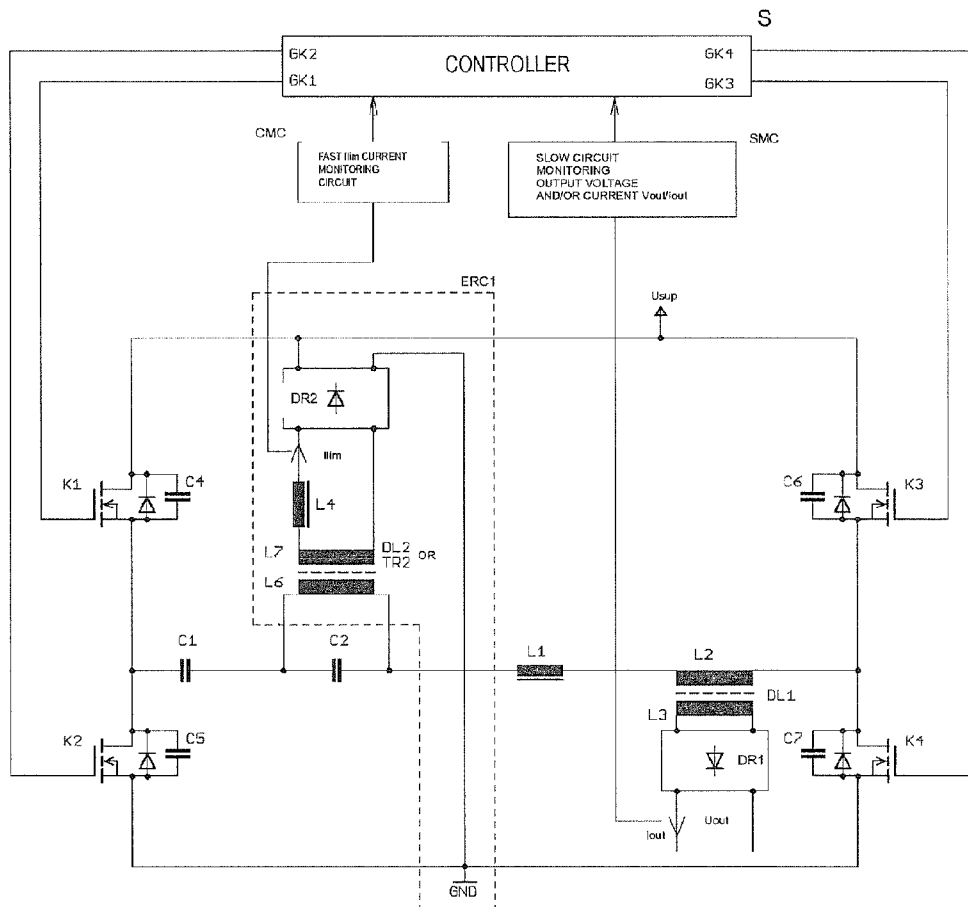 S
GK2
CONTROLLER
GK4
GK1
GK3
CMC
SMC
FAST Ilim CURRENT
MONITORING
CIRCUIT
SLOW CIRCUIT
MONITORING
OUTPUT VOLTAGE
AND/OR CURRENT Vout/iout
ERC1
Usup
DR2
Ilim
K1
C4
L4
C6
K3
L7
DL2 OR
TR2
L6
C1
C2
L1
L2
DL1
L3
K2
C5
DR1
C7
K4
Iout
Uout
GND